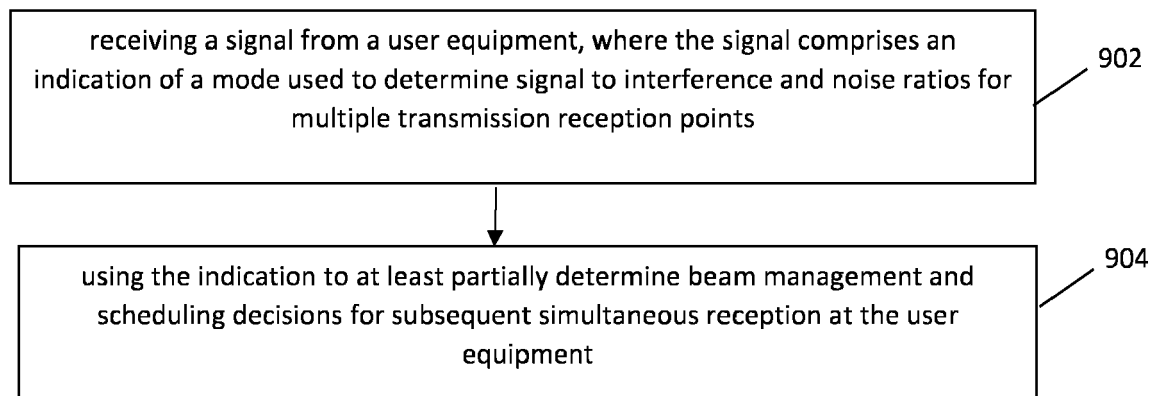 receiving a signal from a user equipment, where the signal comprises an
indication of a mode used to determine signal to interference and noise ratios for
multiple transmission reception points
902
using the indication to at least partially determine beam management and
scheduling decisions for subsequent simultaneous reception at the user
equipment
904